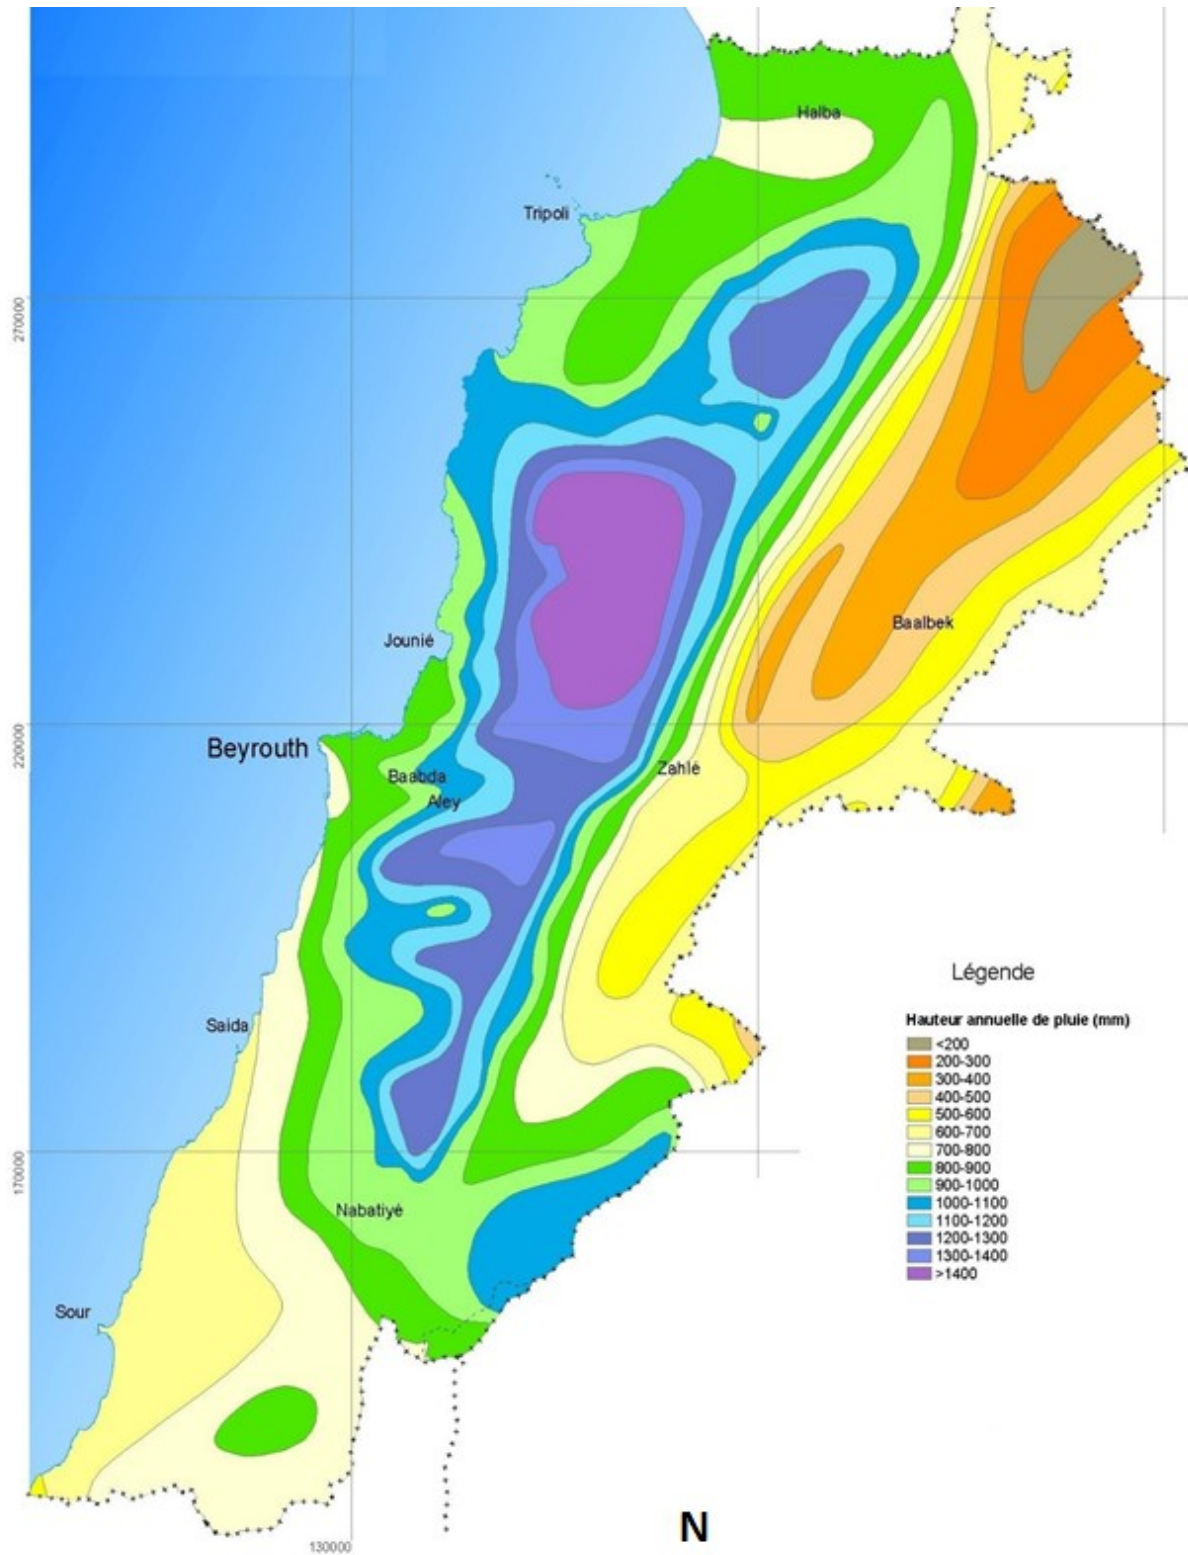 Halba
Tripoli
270000
Baalbek
Jounié
220000
Beyrouth
Zahlé
Baabda
Aley
Légende
Hauteur annuelle de pluie (mm)
<200
200-300
300-400
400-500
500-600
600-700
700-800
800-900
900-1000
1000-1100
1100-1200
1200-1300
1300-1400
>1400
Saida
170000
Nabatiyé
Sour
N
130000